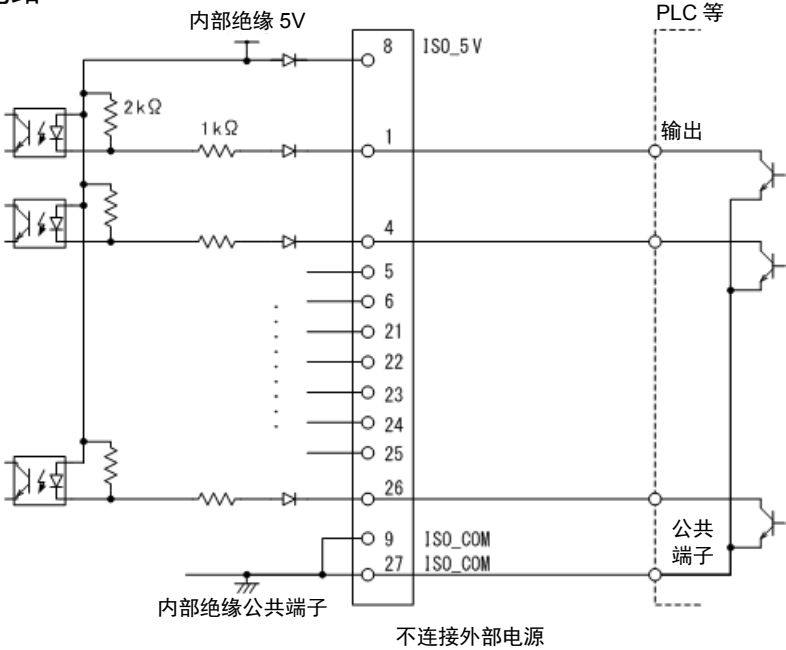 内部绝缘 5V
PLC 等
8 ISO_5V
2kΩ
1kΩ
1
输出
4
5
6
21
22
23
24
25
26
9 ISO_COM
公共
端子
27 ISO_COM
内部绝缘公共端子
不连接外部电源